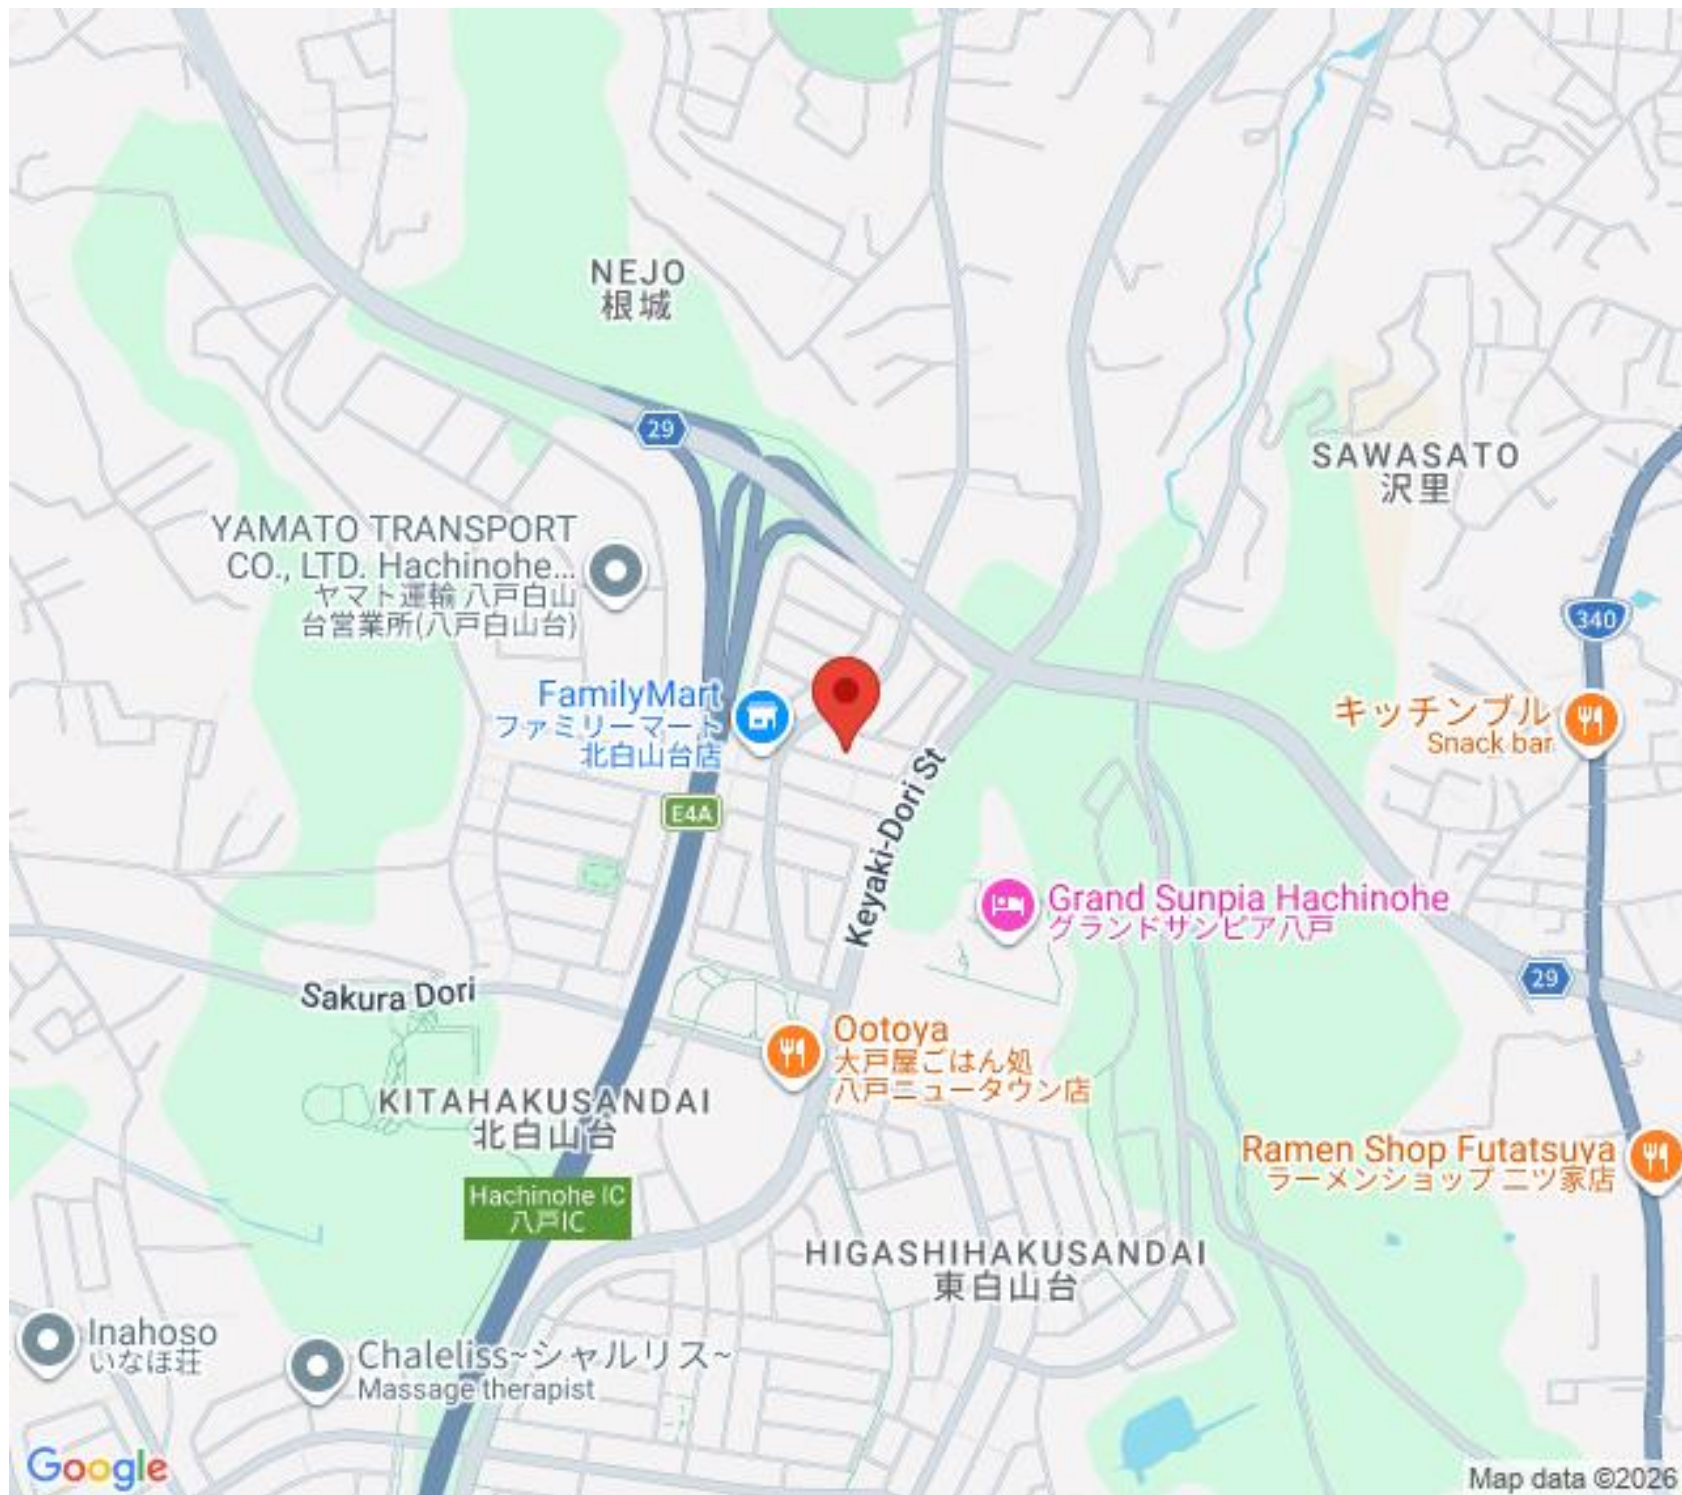 NEJO
根城
29
SAWASATO
沢里
YAMATO TRANSPORT
CO., LTD. Hachinohe...
ヤマト運輸 八戸白山
台営業所(八戸白山台)
340
FamilyMart
ファミリーマート
北白山台店
キッチンブル
Snack bar
E4A
Keyaki-Dori St
Grand Sunpia Hachinohe
グランドサンピア八戸
29
Sakura Dori
Ootoya
大戸屋ごはん処
八戸ニュータウン店
KITAHAKUSANDAI
北白山台
Ramen Shop Futatsuya
ラーメンショップ 二ツ家店
Hachinohe IC
八戸IC
HIGASHIHAKUSANDAI
東白山台
Inahoso
いなほ荘
Chaleliss~シャルリス~
Massage therapist
Google
Map data ©2026